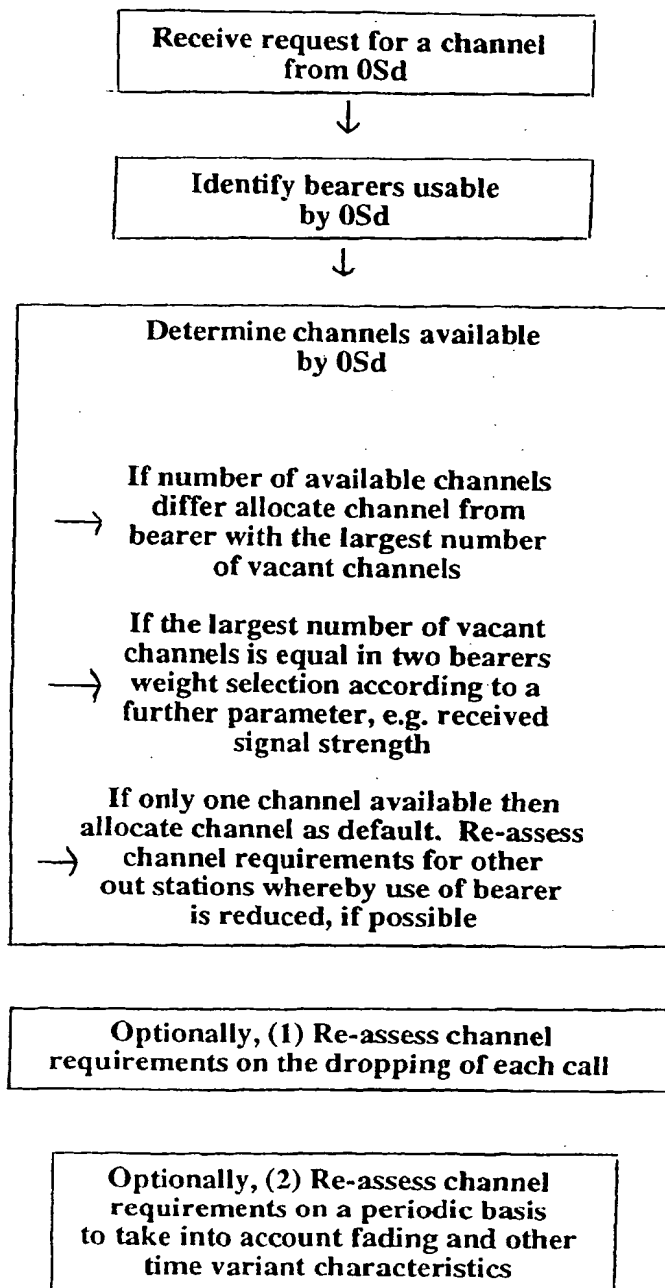 Receive request for a channel
from 0Sd
Identify bearers usable
by 0Sd
Determine channels available
by 0Sd
If number of available channels
differ allocate channel from
bearer with the largest number
of vacant channels
If the largest number of vacant
channels is equal in two bearers
weight selection according to a
further parameter, e.g. received
signal strength
If only one channel available then
allocate channel as default. Re-assess
channel requirements for other
out stations whereby use of bearer
is reduced, if possible
Optionally, (1) Re-assess channel
requirements on the dropping of each call
Optionally, (2) Re-assess channel
requirements on a periodic basis
to take into account fading and other
time variant characteristics